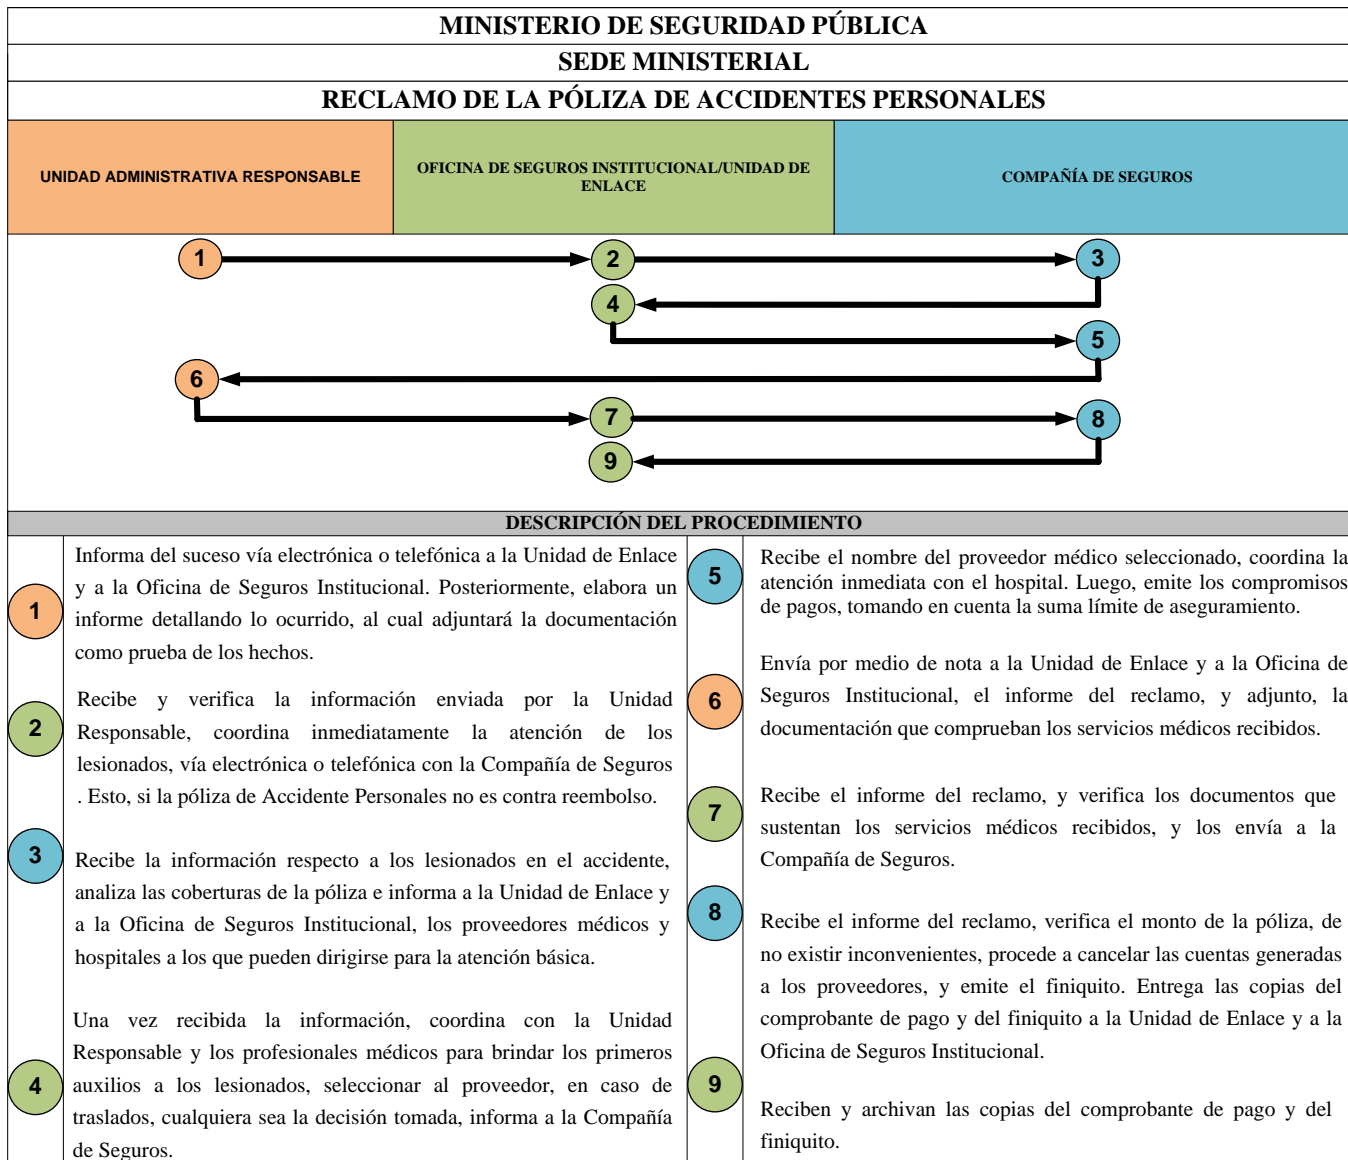 MINISTERIO DE SEGURIDAD PÚBLICA
SEDE MINISTERIAL
RECLAMO DE LA PÓLIZA DE ACCIDENTES PERSONALES
UNIDAD ADMINISTRATIVA RESPONSABLE
OFICINA DE SEGUROS INSTITUCIONAL/UNIDAD DE
ENLACE
COMPAÑÍA DE SEGUROS
1
2
3
4
5
6
7
8
9
DESCRIPCIÓN DEL PROCEDIMIENTO
1
Informa del suceso vía electrónica o telefónica a la Unidad de Enlace
y a la Oficina de Seguros Institucional. Posteriormente, elabora un
informe detallando lo ocurrido, al cual adjuntará la documentación
como prueba de los hechos.
2
Recibe y verifica la información enviada por la Unidad
Responsable, coordina inmediatamente la atención de los
lesionados, vía electrónica o telefónica con la Compañía de Seguros
. Esto, si la póliza de Accidente Personales no es contra reembolso.
3
Recibe la información respecto a los lesionados en el accidente,
analiza las coberturas de la póliza e informa a la Unidad de Enlace y
a la Oficina de Seguros Institucional, los proveedores médicos y
hospitales a los que pueden dirigirse para la atención básica.
4
Una vez recibida la información, coordina con la Unidad
Responsable y los profesionales médicos para brindar los primeros
auxilios a los lesionados, seleccionar al proveedor, en caso de
traslados, cualquiera sea la decisión tomada, informa a la Compañía
de Seguros.
5
Recibe el nombre del proveedor médico seleccionado, coordina la
atención inmediata con el hospital. Luego, emite los compromisos
de pagos, tomando en cuenta la suma límite de aseguramiento.
6
Envía por medio de nota a la Unidad de Enlace y a la Oficina de
Seguros Institucional, el informe del reclamo, y adjunto, la
documentación que comprueban los servicios médicos recibidos.
7
Recibe el informe del reclamo, y verifica los documentos que
sustentan los servicios médicos recibidos, y los envía a la
Compañía de Seguros.
8
Recibe el informe del reclamo, verifica el monto de la póliza, de
no existir inconvenientes, procede a cancelar las cuentas generadas
a los proveedores, y emite el finiquito. Entrega las copias del
comprobante de pago y del finiquito a la Unidad de Enlace y a la
Oficina de Seguros Institucional.
9
Reciben y archivan las copias del comprobante de pago y del
finiquito.